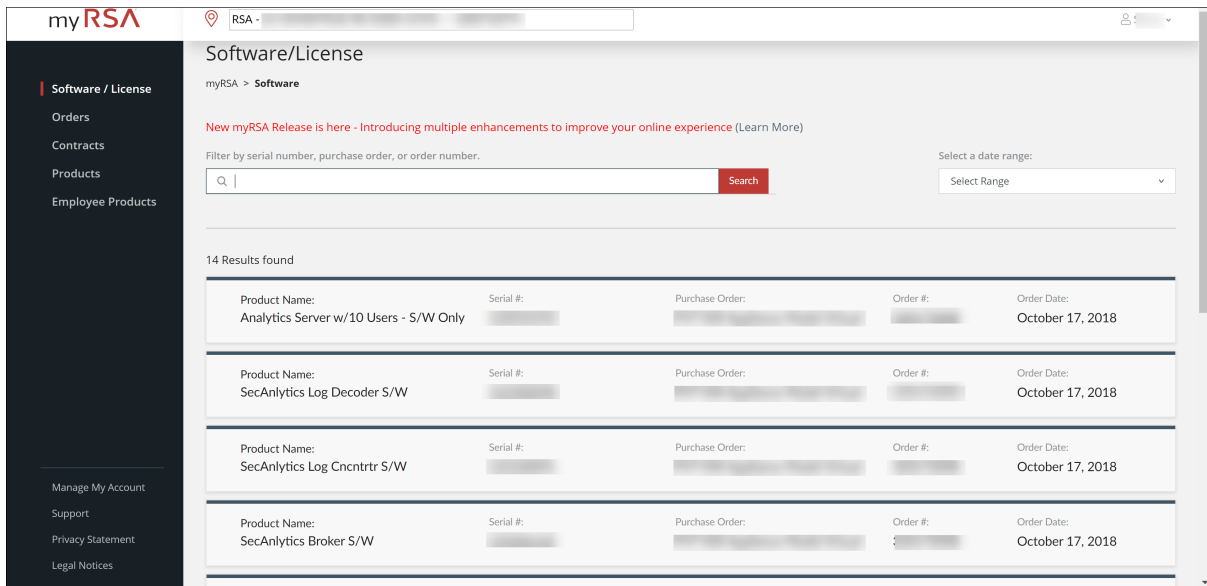 myRSA
RSA -
Software/License
myRSA > Software
Software / License
Orders
Contracts
Products
Employee Products
New myRSA Release is here - Introducing multiple enhancements to improve your online experience (Learn More)
Filter by serial number, purchase order, or order number.
Search
Select a date range:
Select Range
14 Results found
Product Name: Serial #: Purchase Order: Order #: Order Date:
Analytics Server w/10 Users - S/W Only October 17, 2018
Product Name: Serial #: Purchase Order: Order #: Order Date:
SecAnlytics Log Decoder S/W October 17, 2018
Product Name: Serial #: Purchase Order: Order #: Order Date:
SecAnlytics Log Cncntrtr S/W October 17, 2018
Product Name: Serial #: Purchase Order: Order #: Order Date:
SecAnlytics Broker S/W October 17, 2018
Manage My Account
Support
Privacy Statement
Legal Notices